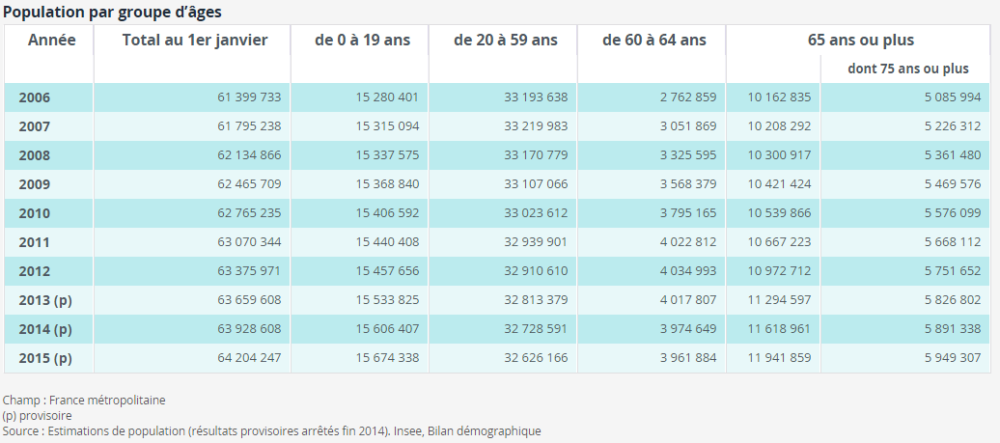 Population par groupe d’âges
Année Total au 1er janvier de 0 à 19 ans de 20 à 59 ans de 60 à 64 ans 65 ans ou plus
dont 75 ans ou plus
2006 61 399 733 15 280 401 33 193 638 2 762 859 10 162 835 5 085 994
2007 61 795 238 15 315 094 33 219 983 3 051 869 10 208 292 5 226 312
2008 62 134 866 15 337 575 33 170 779 3 325 595 10 300 917 5 361 480
2009 62 465 709 15 368 840 33 107 066 3 568 379 10 421 424 5 469 576
2010 62 765 235 15 406 592 33 023 612 3 795 165 10 539 866 5 576 099
2011 63 070 344 15 440 408 32 939 901 4 022 812 10 667 223 5 668 112
2012 63 375 971 15 457 656 32 910 610 4 034 993 10 972 712 5 751 652
2013 (p) 63 659 608 15 533 825 32 813 379 4 017 807 11 294 597 5 826 802
2014 (p) 63 928 608 15 606 407 32 728 591 3 974 649 11 618 961 5 891 338
2015 (p) 64 204 247 15 674 338 32 626 166 3 961 884 11 941 859 5 949 307
Champ : France métropolitaine
(p) provisoire
Source : Estimations de population (résultats provisoires arrêtés fin 2014). Insee, Bilan démographique